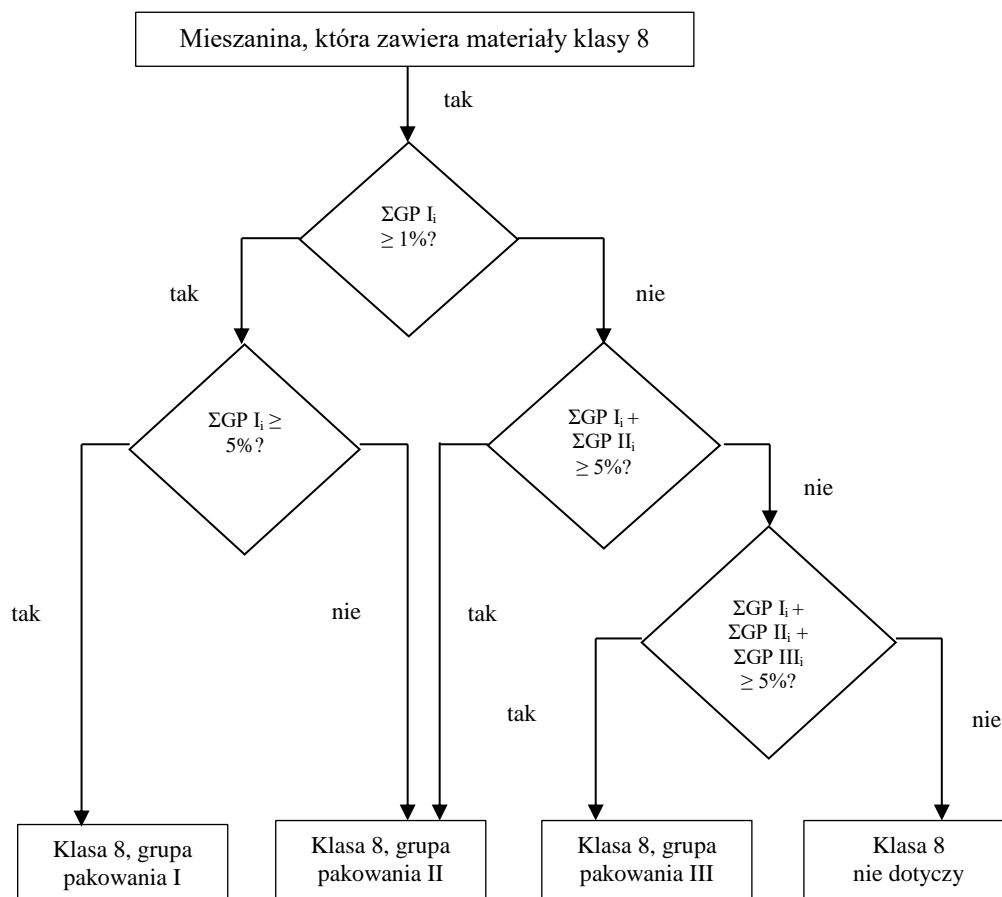 Mieszanina, która zawiera materiały klasy 8
tak
ΣGP Iᵢ
≥ 1%?
tak
nie
ΣGP Iᵢ ≥
5%?
ΣGP Iᵢ +
ΣGP IIᵢ
≥ 5%?
nie
tak
nie
tak
ΣGP Iᵢ +
ΣGP IIᵢ +
ΣGP IIIᵢ
≥ 5%?
tak
nie
Klasa 8, grupa
pakowania I
Klasa 8, grupa
pakowania II
Klasa 8, grupa
pakowania III
Klasa 8
nie dotyczy